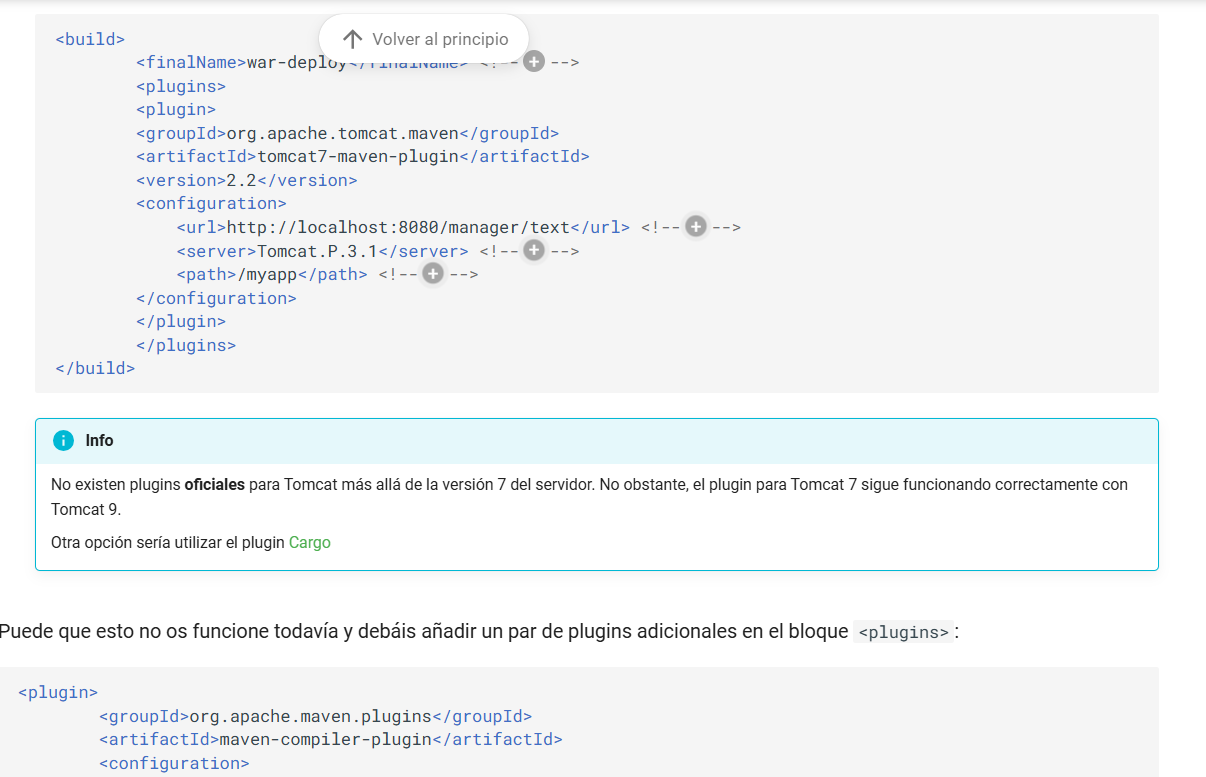 <build>
Volver al principio
<finalName>war-deploy</finalName> <!-- + -->
<plugins>
<plugin>
<groupId>org.apache.tomcat.maven</groupId>
<artifactId>tomcat7-maven-plugin</artifactId>
<version>2.2</version>
<configuration>
<url>http://localhost:8080/manager/text</url> <!-- + -->
<server>Tomcat.P.3.1</server> <!-- + -->
<path>/myapp</path> <!-- + -->
</configuration>
</plugin>
</plugins>
</build>
Info
No existen plugins oficiales para Tomcat más allá de la versión 7 del servidor. No obstante, el plugin para Tomcat 7 sigue funcionando correctamente con
Tomcat 9.
Otra opción sería utilizar el plugin Cargo
Puede que esto no os funcione todavía y debáis añadir un par de plugins adicionales en el bloque <plugins>:
<plugin>
<groupId>org.apache.maven.plugins</groupId>
<artifactId>maven-compiler-plugin</artifactId>
<configuration>